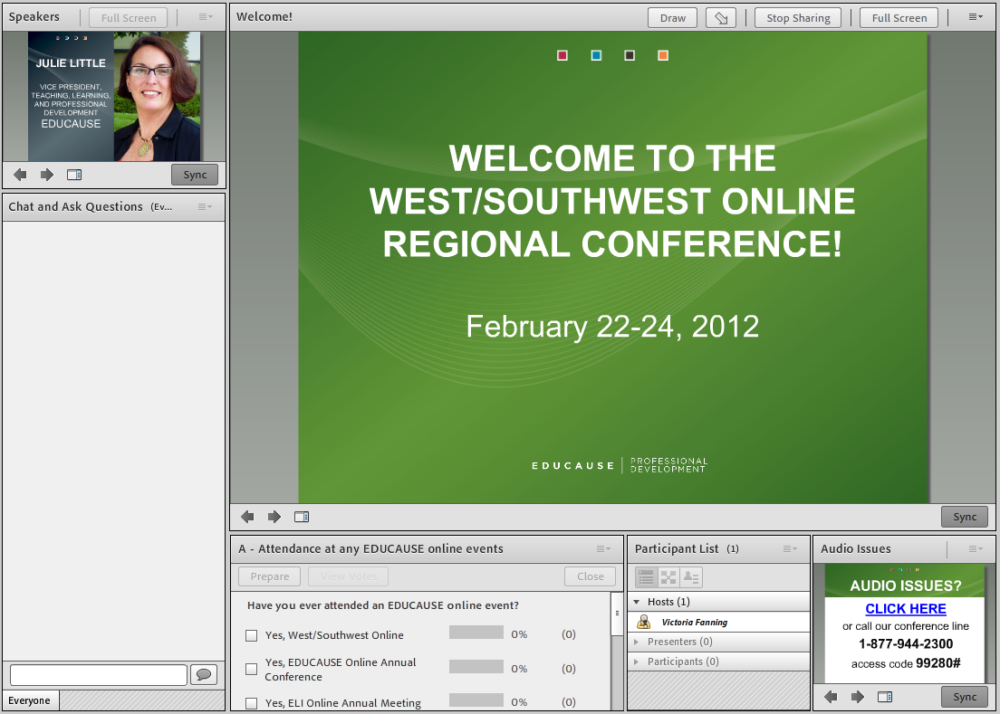 Speakers
Full Screen
JULIE LITTLE
VICE PRESIDENT,
TEACHING, LEARNING,
AND PROFESSIONAL
DEVELOPMENT
EDUCAUSE
Sync
Chat and Ask Questions (Ev...
Everyone
Welcome!
Draw
Stop Sharing
Full Screen
WELCOME TO THE
WEST/SOUTHWEST ONLINE
REGIONAL CONFERENCE!
February 22-24, 2012
EDUCAUSE | PROFESSIONAL
DEVELOPMENT
Sync
A - Attendance at any EDUCAUSE online events
Prepare
View Votes
Close
Have you ever attended an EDUCAUSE online event?
Yes, West/Southwest Online 0% (0)
Yes, EDUCAUSE Online Annual
Conference 0% (0)
Yes, ELI Online Annual Meeting 0% (0)
Participant List (1)
Hosts (1)
Victoria Fanning
Presenters (0)
Participants (0)
Audio Issues
AUDIO ISSUES?
CLICK HERE
or call our conference line
1-877-944-2300
access code 99280#
Sync